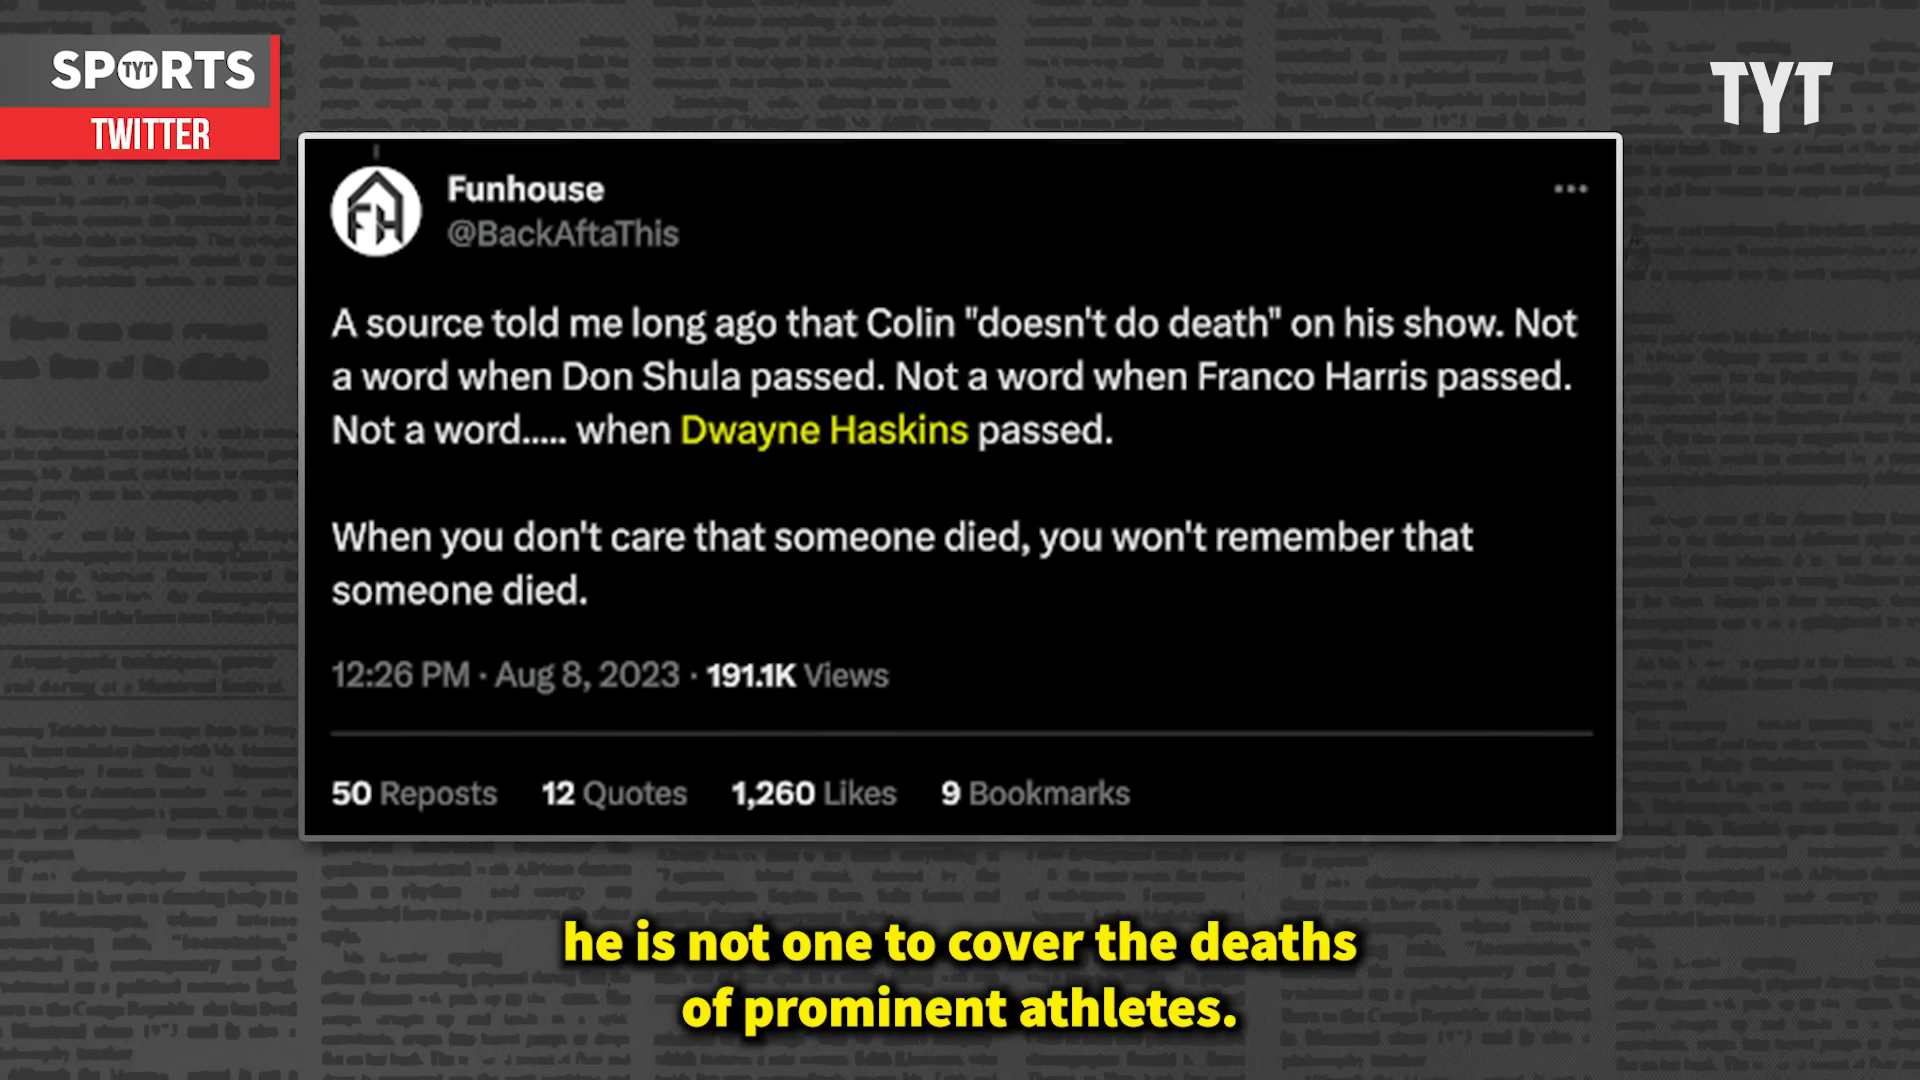 SPORTS
TYT
TWITTER
TYT
FH
Funhouse
@BackAftaThis
A source told me long ago that Colin "doesn't do death" on his show. Not
a word when Don Shula passed. Not a word when Franco Harris passed.
Not a word..... when Dwayne Haskins passed.
When you don't care that someone died, you won't remember that
someone died.
12:26 PM · Aug 8, 2023 · 191.1K Views
50 Reposts 12 Quotes 1,260 Likes 9 Bookmarks
he is not one to cover the deaths
of prominent athletes.